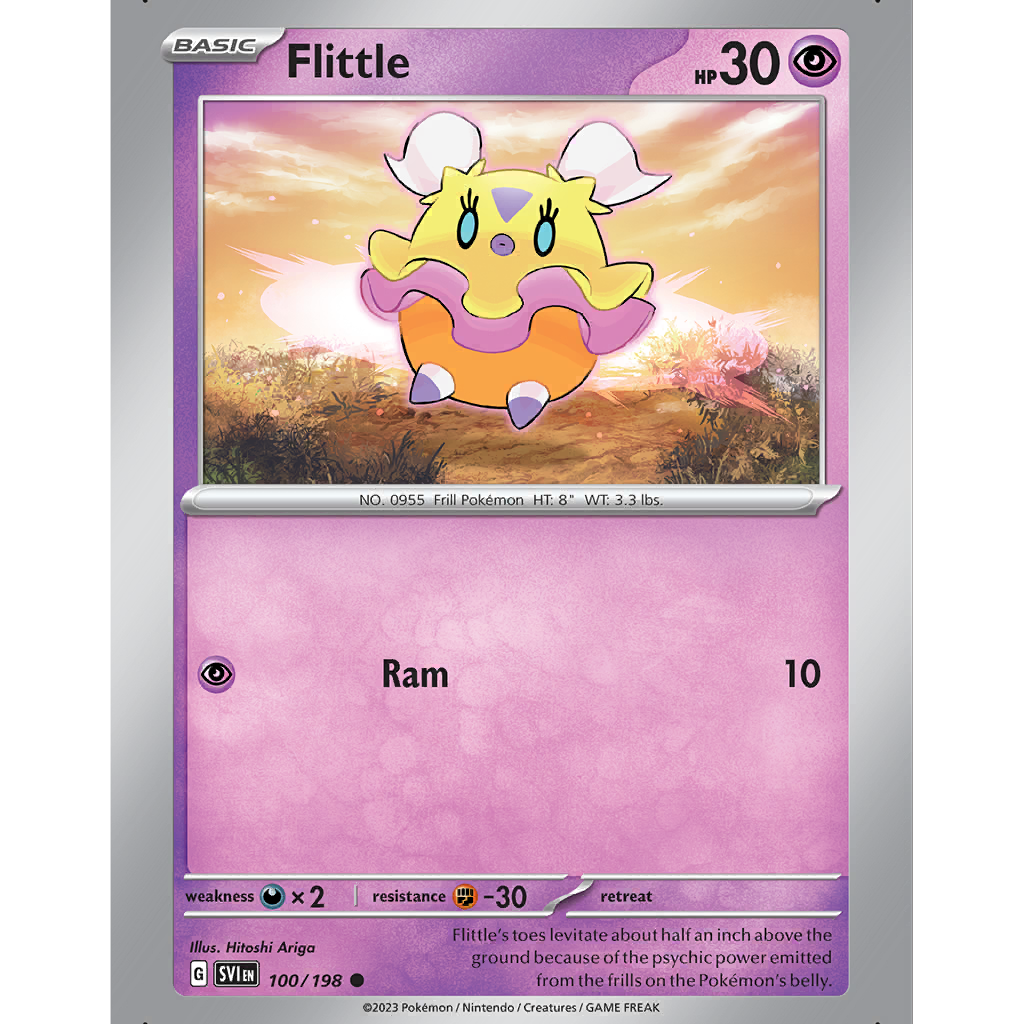 BASIC Flittle HP 30
NO. 0955 Frill Pokémon HT: 8" WT: 3.3 lbs.
Ram 10
weakness ×2 resistance -30 retreat
Illus. Hitoshi Ariga
Flittle's toes levitate about half an inch above the
ground because of the psychic power emitted
from the frills on the Pokémon's belly.
G SVI EN 100/198
©2023 Pokémon / Nintendo / Creatures / GAME FREAK